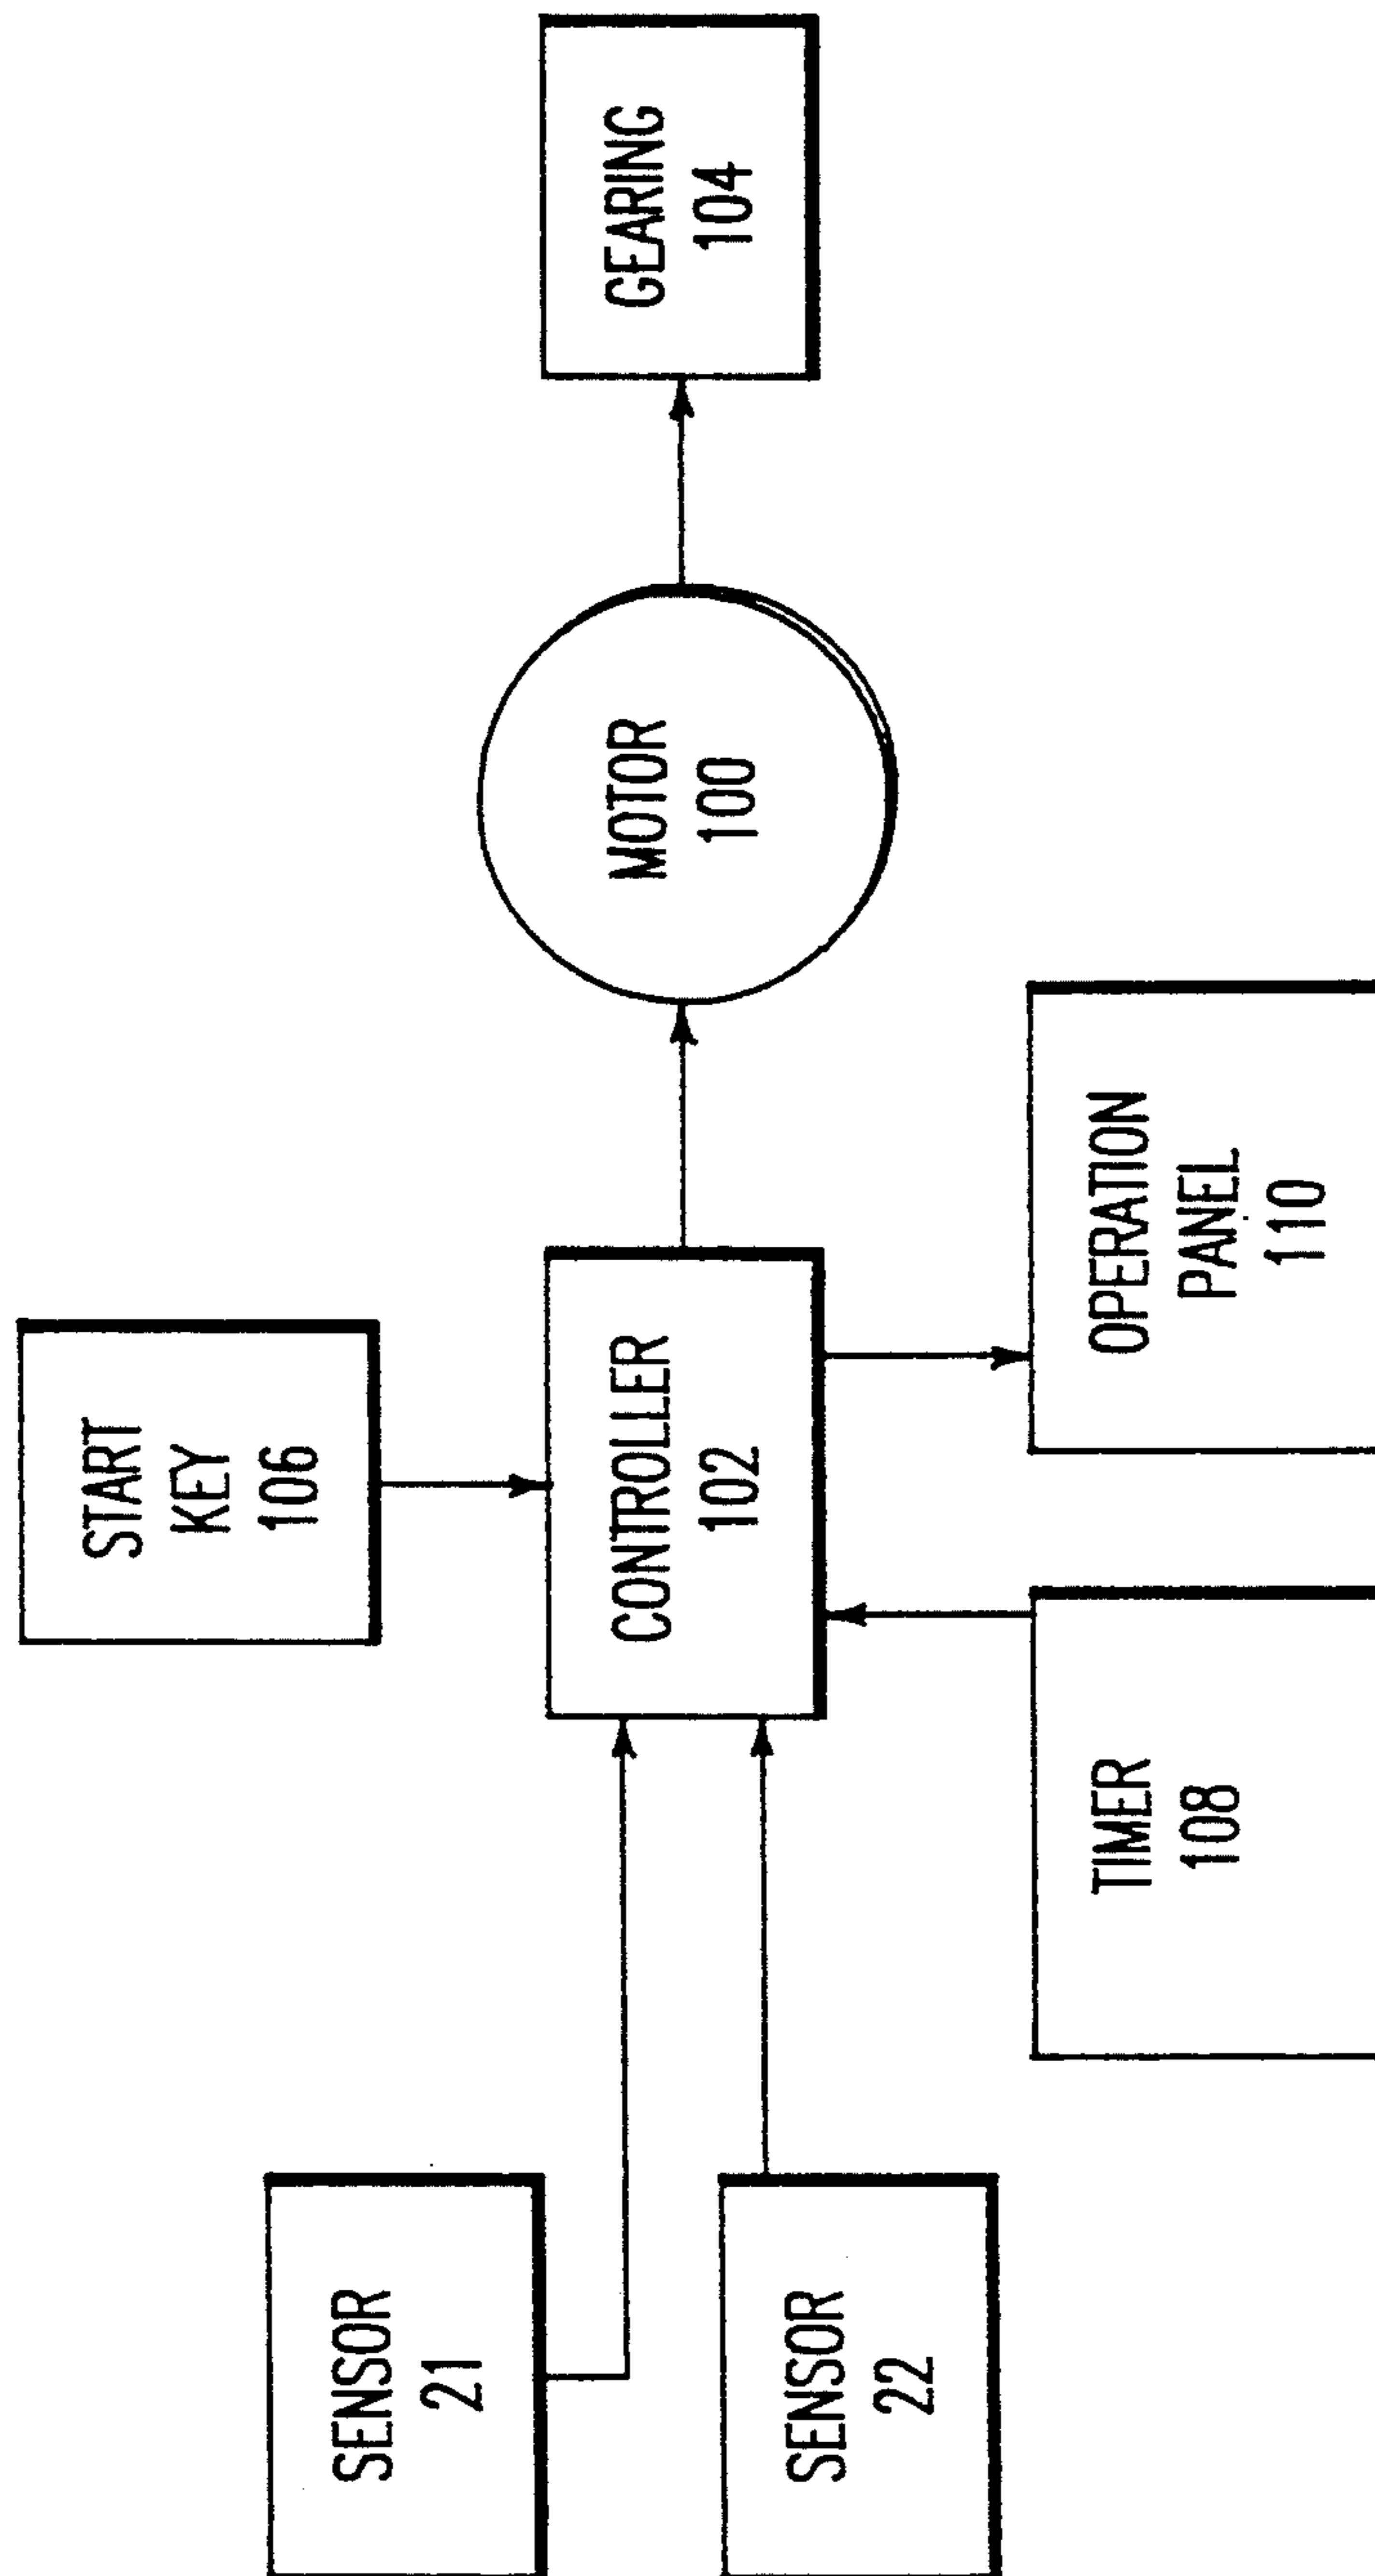 START
KEY
106
SENSOR
21
SENSOR
22
CONTROLLER
102
MOTOR
100
GEARING
104
TIMER
108
OPERATION
PANEL
110